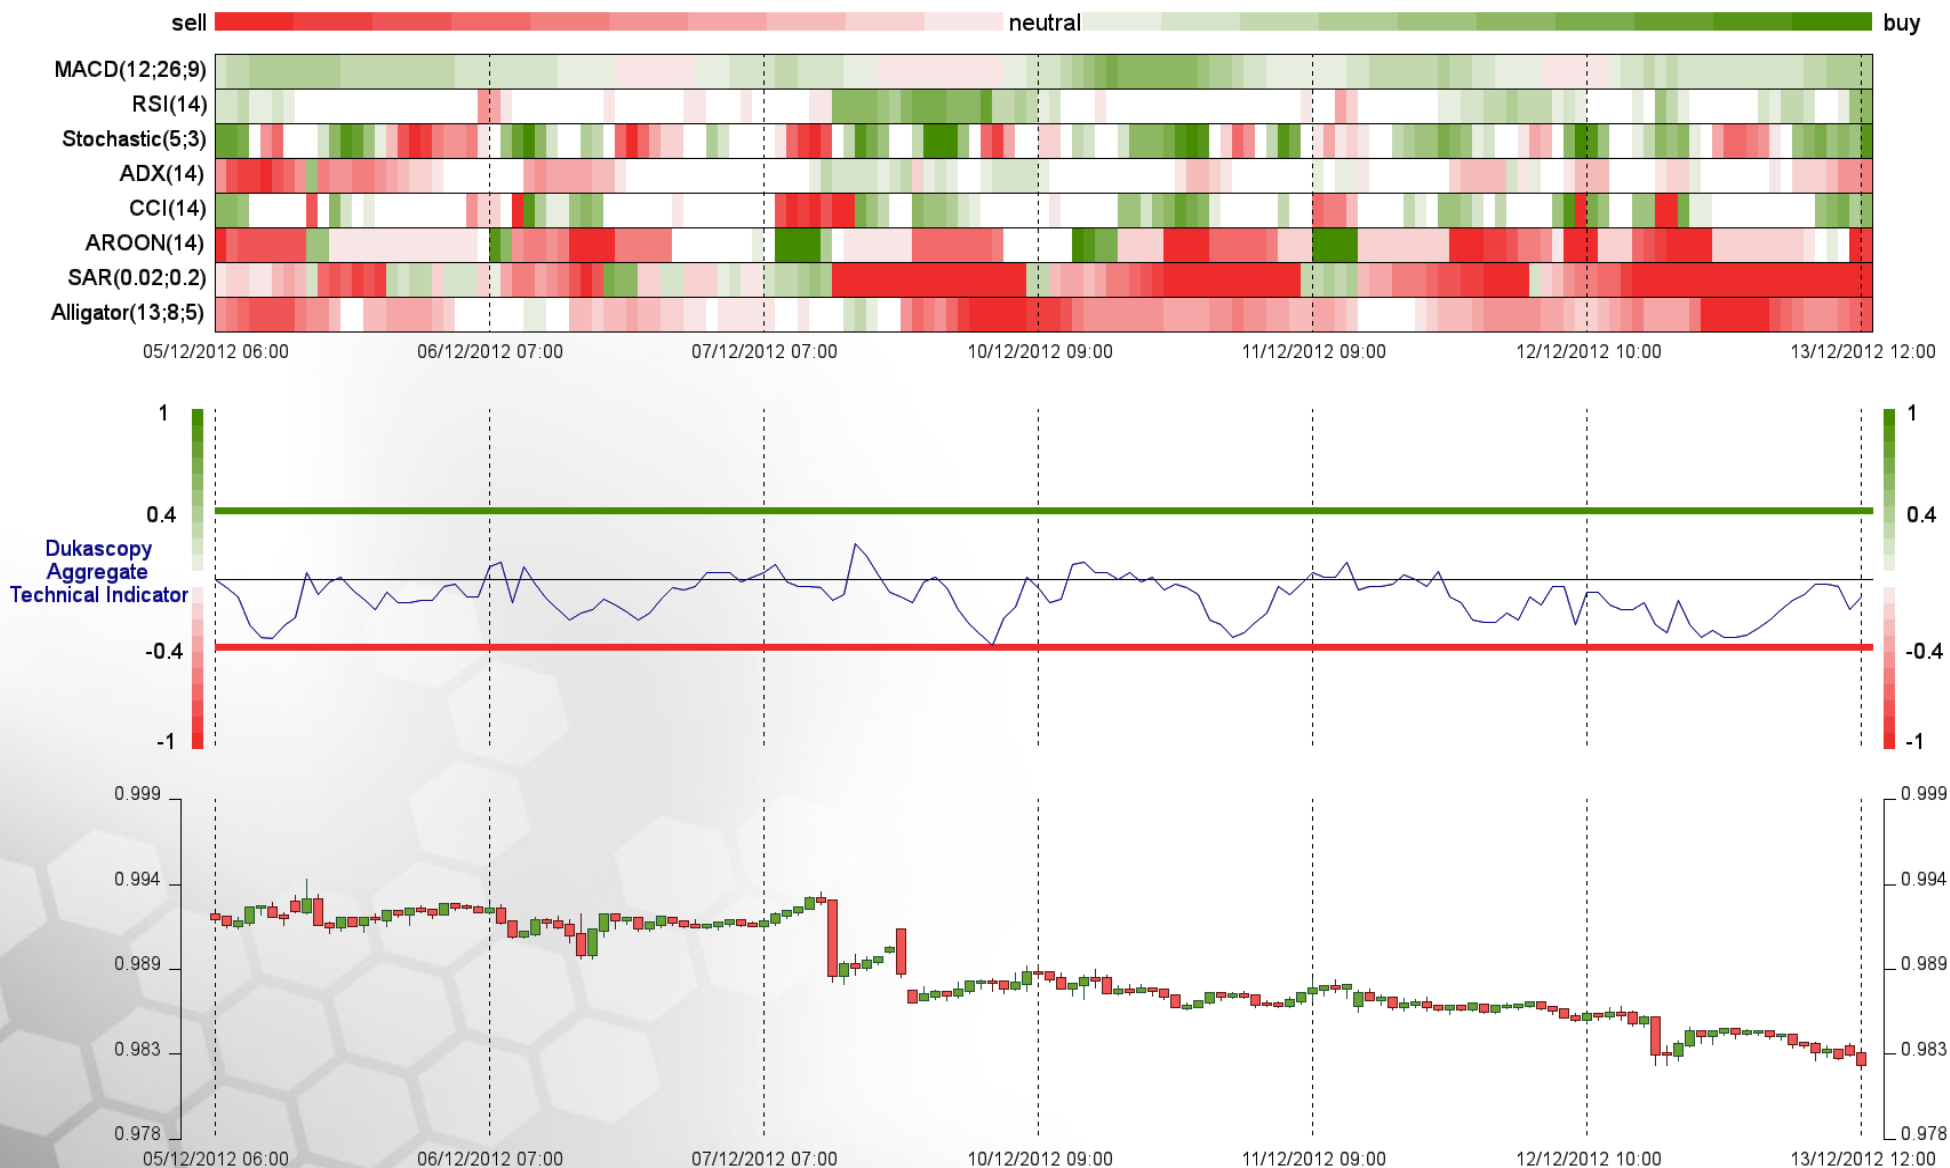 sell neutral buy
MACD(12;26;9)
RSI(14)
Stochastic(5;3)
ADX(14)
CCI(14)
AROON(14)
SAR(0.02;0.2)
Alligator(13;8;5)
05/12/2012 06:00 06/12/2012 07:00 07/12/2012 07:00 10/12/2012 09:00 11/12/2012 09:00 12/12/2012 10:00 13/12/2012 12:00
1 1
0.4 0.4
Dukascopy
Aggregate
Technical Indicator
-0.4 -0.4
-1 -1
0.999 0.999
0.994 0.994
0.989 0.989
0.983 0.983
0.978 0.978
05/12/2012 06:00 06/12/2012 07:00 07/12/2012 07:00 10/12/2012 09:00 11/12/2012 09:00 12/12/2012 10:00 13/12/2012 12:00